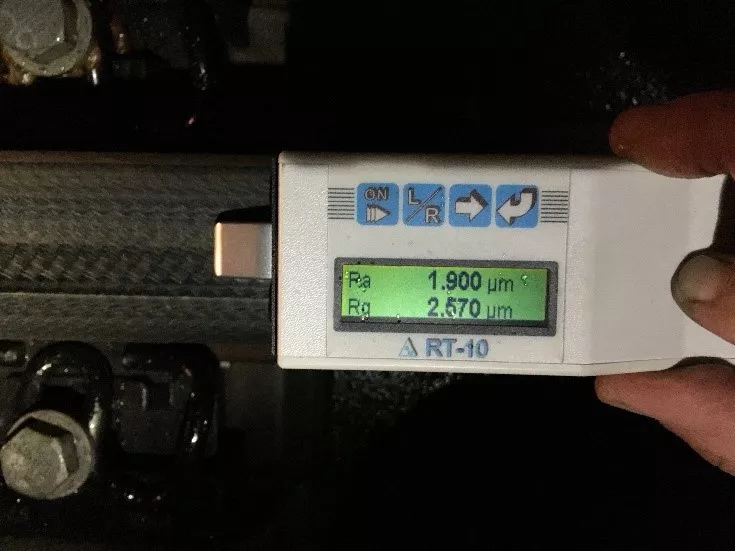 ON
L/R
Ra 1.900 µm
Rq 2.570 µm
RT-10